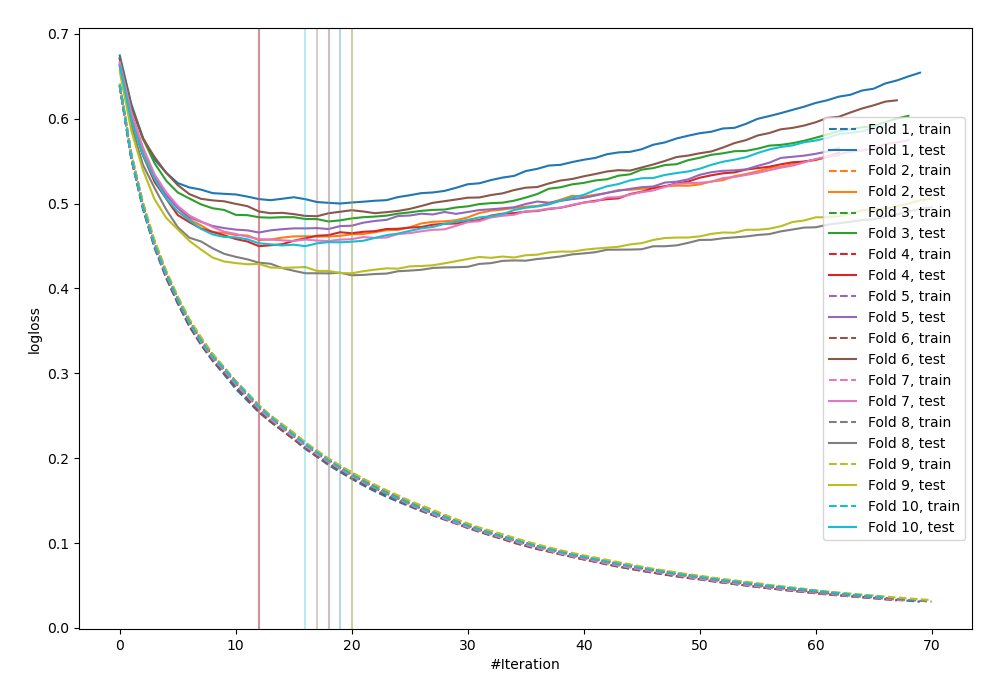 0.7
0.6
0.5
0.4
0.3
0.2
0.1
0.0
logloss
0
10
20
30
40
50
60
70
#Iteration
Fold 1, train
Fold 1, test
Fold 2, train
Fold 2, test
Fold 3, train
Fold 3, test
Fold 4, train
Fold 4, test
Fold 5, train
Fold 5, test
Fold 6, train
Fold 6, test
Fold 7, train
Fold 7, test
Fold 8, train
Fold 8, test
Fold 9, train
Fold 9, test
Fold 10, train
Fold 10, test